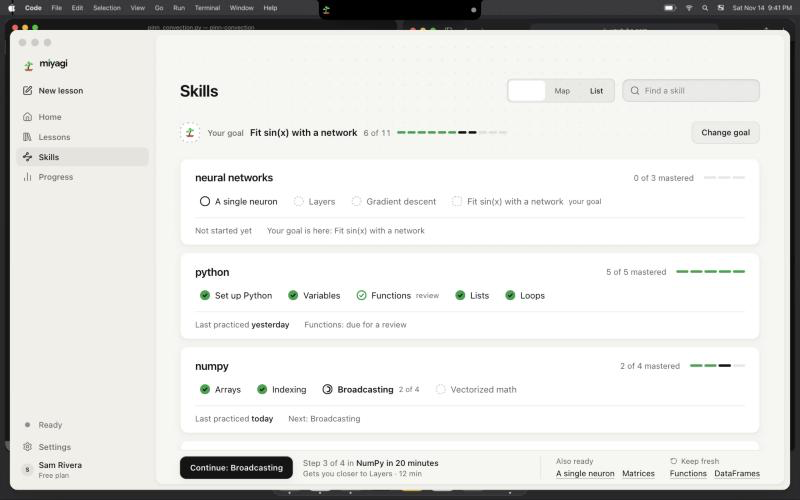 Code File Edit Selection View Go Run Terminal Window Help Sat Nov 14 9:41 PM
pinn_convection.py — pinn-convection
miyagi
New lesson
Home
Lessons
Skills
Progress
Ready
Settings
S
Sam Rivera
Free plan
Skills
Map List
Find a skill
Your goal Fit sin(x) with a network 6 of 11
Change goal
neural networks 0 of 3 mastered
A single neuron Layers Gradient descent Fit sin(x) with a network your goal
Not started yet Your goal is here: Fit sin(x) with a network
python 5 of 5 mastered
Set up Python Variables Functions review Lists Loops
Last practiced yesterday Functions: due for a review
numpy 2 of 4 mastered
Arrays Indexing Broadcasting 2 of 4 Vectorized math
Last practiced today Next: Broadcasting
Continue: Broadcasting
Step 3 of 4 in NumPy in 20 minutes
Gets you closer to Layers · 12 min
Also ready
A single neuron Matrices
Keep fresh
Functions DataFrames